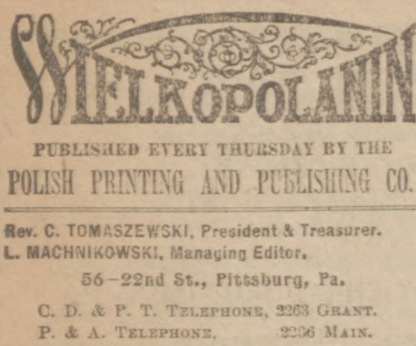 WIELKOPOLANIN
PUBLISHED EVERY THURSDAY BY THE
POLISH PRINTING AND PUBLISHING CO.
Rev. C. TOMASZEWSKI, President & Treasurer.
L. MACHNIKOWSKI, Managing Editor.
56—22nd St., Pittsburg, Pa.
C. D. & P. T. TELEPHONE, 2263 GRANT.
P. & A. TELEPHONE, 2266 MAIN.